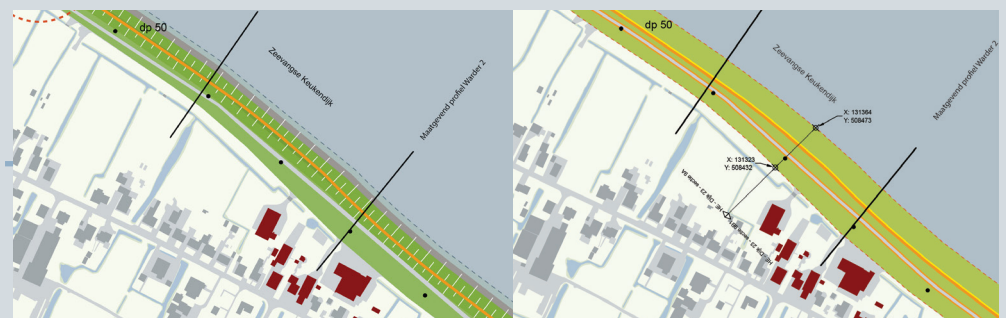 dp 50
Zeevangse Keukendijk
Maatgevend profiel Warder 2
dp 50
Zeevangse Keukendijk
Maatgevend profiel Warder 2
X: 131364
Y: 508473
X: 131323
Y: 508432